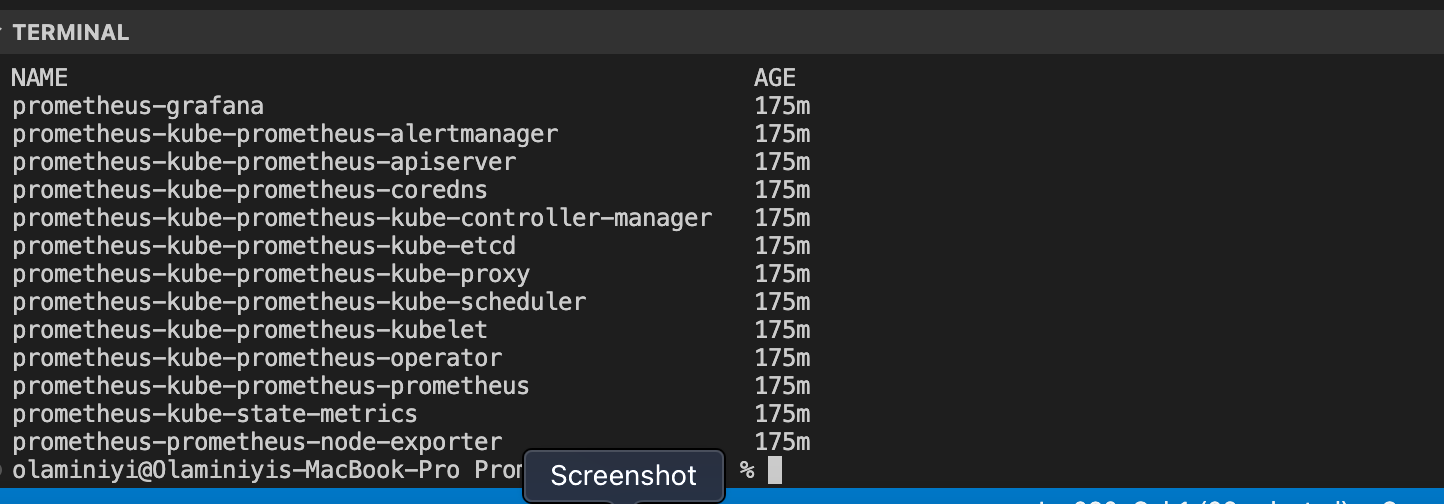 TERMINAL
NAME AGE
prometheus-grafana 175m
prometheus-kube-prometheus-alertmanager 175m
prometheus-kube-prometheus-apiserver 175m
prometheus-kube-prometheus-coredns 175m
prometheus-kube-prometheus-kube-controller-manager 175m
prometheus-kube-prometheus-kube-etcd 175m
prometheus-kube-prometheus-kube-proxy 175m
prometheus-kube-prometheus-kube-scheduler 175m
prometheus-kube-prometheus-kubelet 175m
prometheus-kube-prometheus-operator 175m
prometheus-kube-prometheus-prometheus 175m
prometheus-kube-state-metrics 175m
prometheus-prometheus-node-exporter 175m
olaminiyi@Olaminiyis-MacBook-Pro Pro %
Screenshot